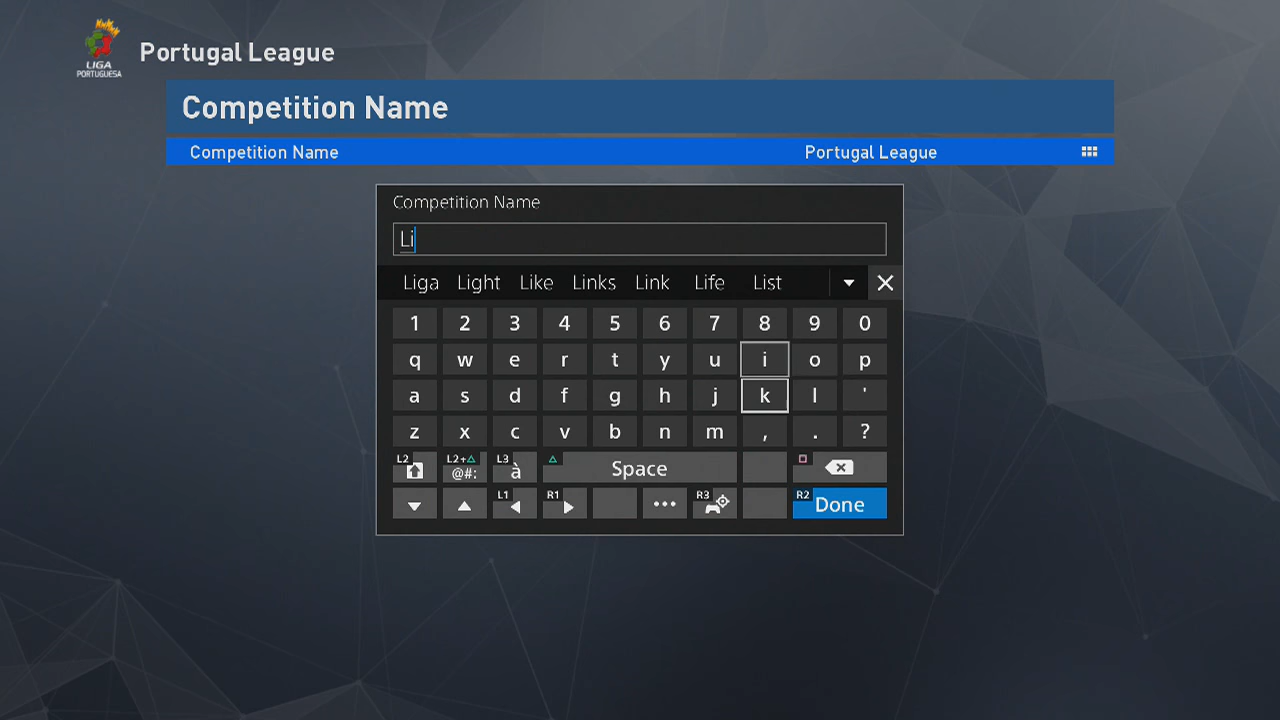 LIGA
PORTUGUESA
Portugal League
Competition Name
Competition Name Portugal League
Competition Name
Li
Liga Light Like Links Link Life List
1 2 3 4 5 6 7 8 9 0
q w e r t y u i o p
a s d f g h j k l '
z x c v b n m , . ?
L2 L2+△ @#: L3 à △ Space □
L1 R1 ••• R3 R2 Done